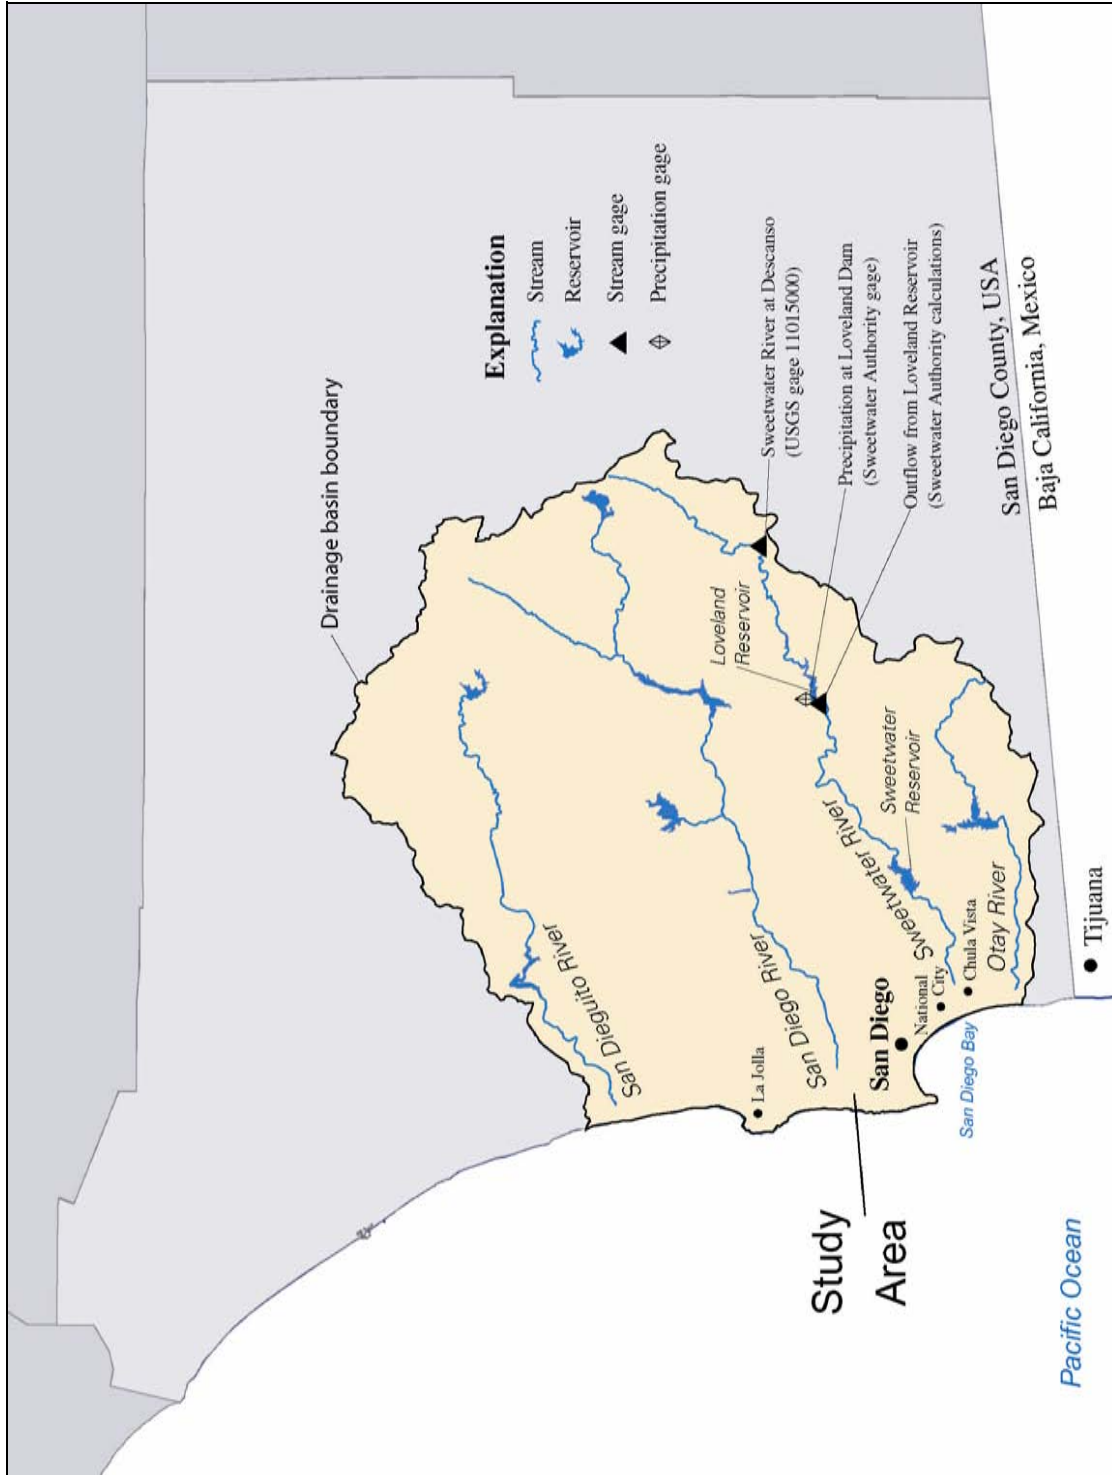 Drainage basin boundary
Explanation
Stream
Reservoir
Stream gage
Precipitation gage
Sweetwater River at Descanso
(USGS gage 11015000)
Precipitation at Loveland Dam
(Sweetwater Authority gage)
Outflow from Loveland Reservoir
(Sweetwater Authority calculations)
San Diego County, USA
Baja California, Mexico
Loveland
Reservoir
Sweetwater
Reservoir
San Dieguito River
San Diego River
Sweetwater River
Otay River
La Jolla
San Diego
National
City
Chula Vista
San Diego Bay
Tijuana
Study
Area
Pacific Ocean